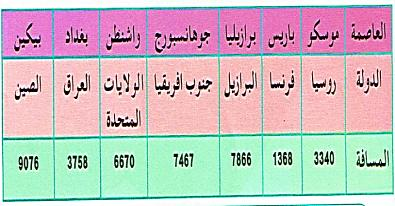 العاصمة موسكو باريس برازيليا جوهانسبورج واشنطن بغداد بيكين
الدولة روسيا فرنسا البرازيل جنوب افريقيا الولايات المتحدة العراق الصين
المسافة 3340 1368 7866 7467 6670 3758 9076